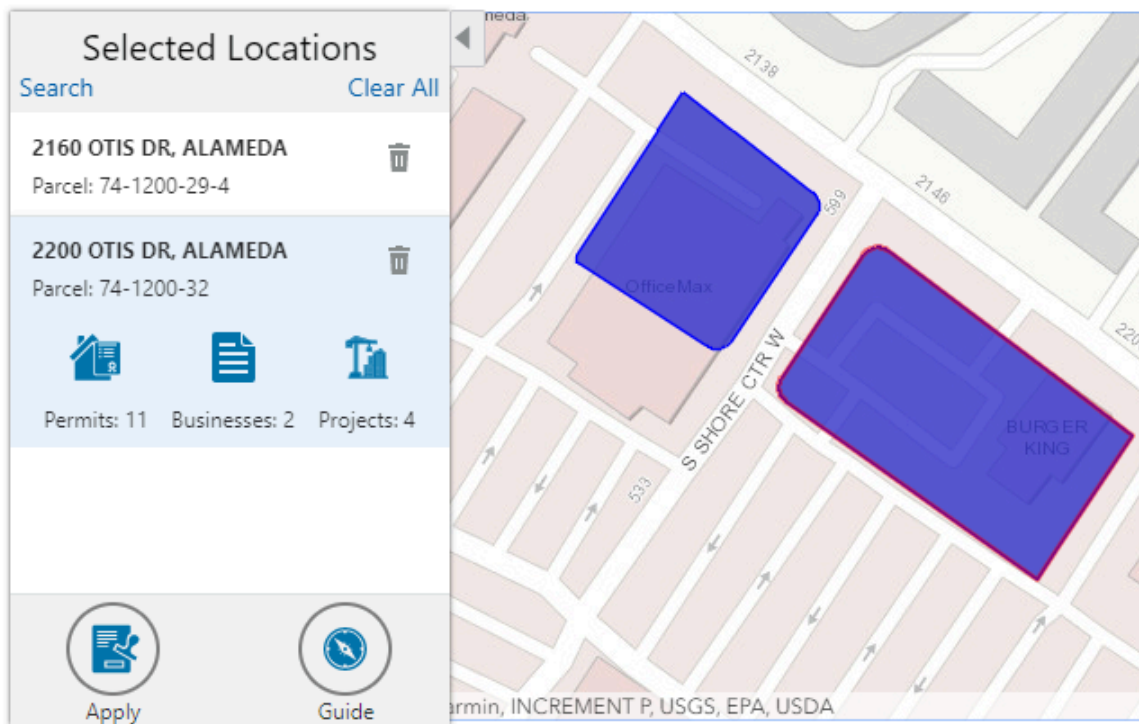 Selected Locations
Search
Clear All
2160 OTIS DR, ALAMEDA
Parcel: 74-1200-29-4
2200 OTIS DR, ALAMEDA
Parcel: 74-1200-32
Permits: 11
Businesses: 2
Projects: 4
Apply
Guide
2138
599
2146
OfficeMax
S SHORE CTR W
BURGER
KING
533
INCREMENT P, USGS, EPA, USDA